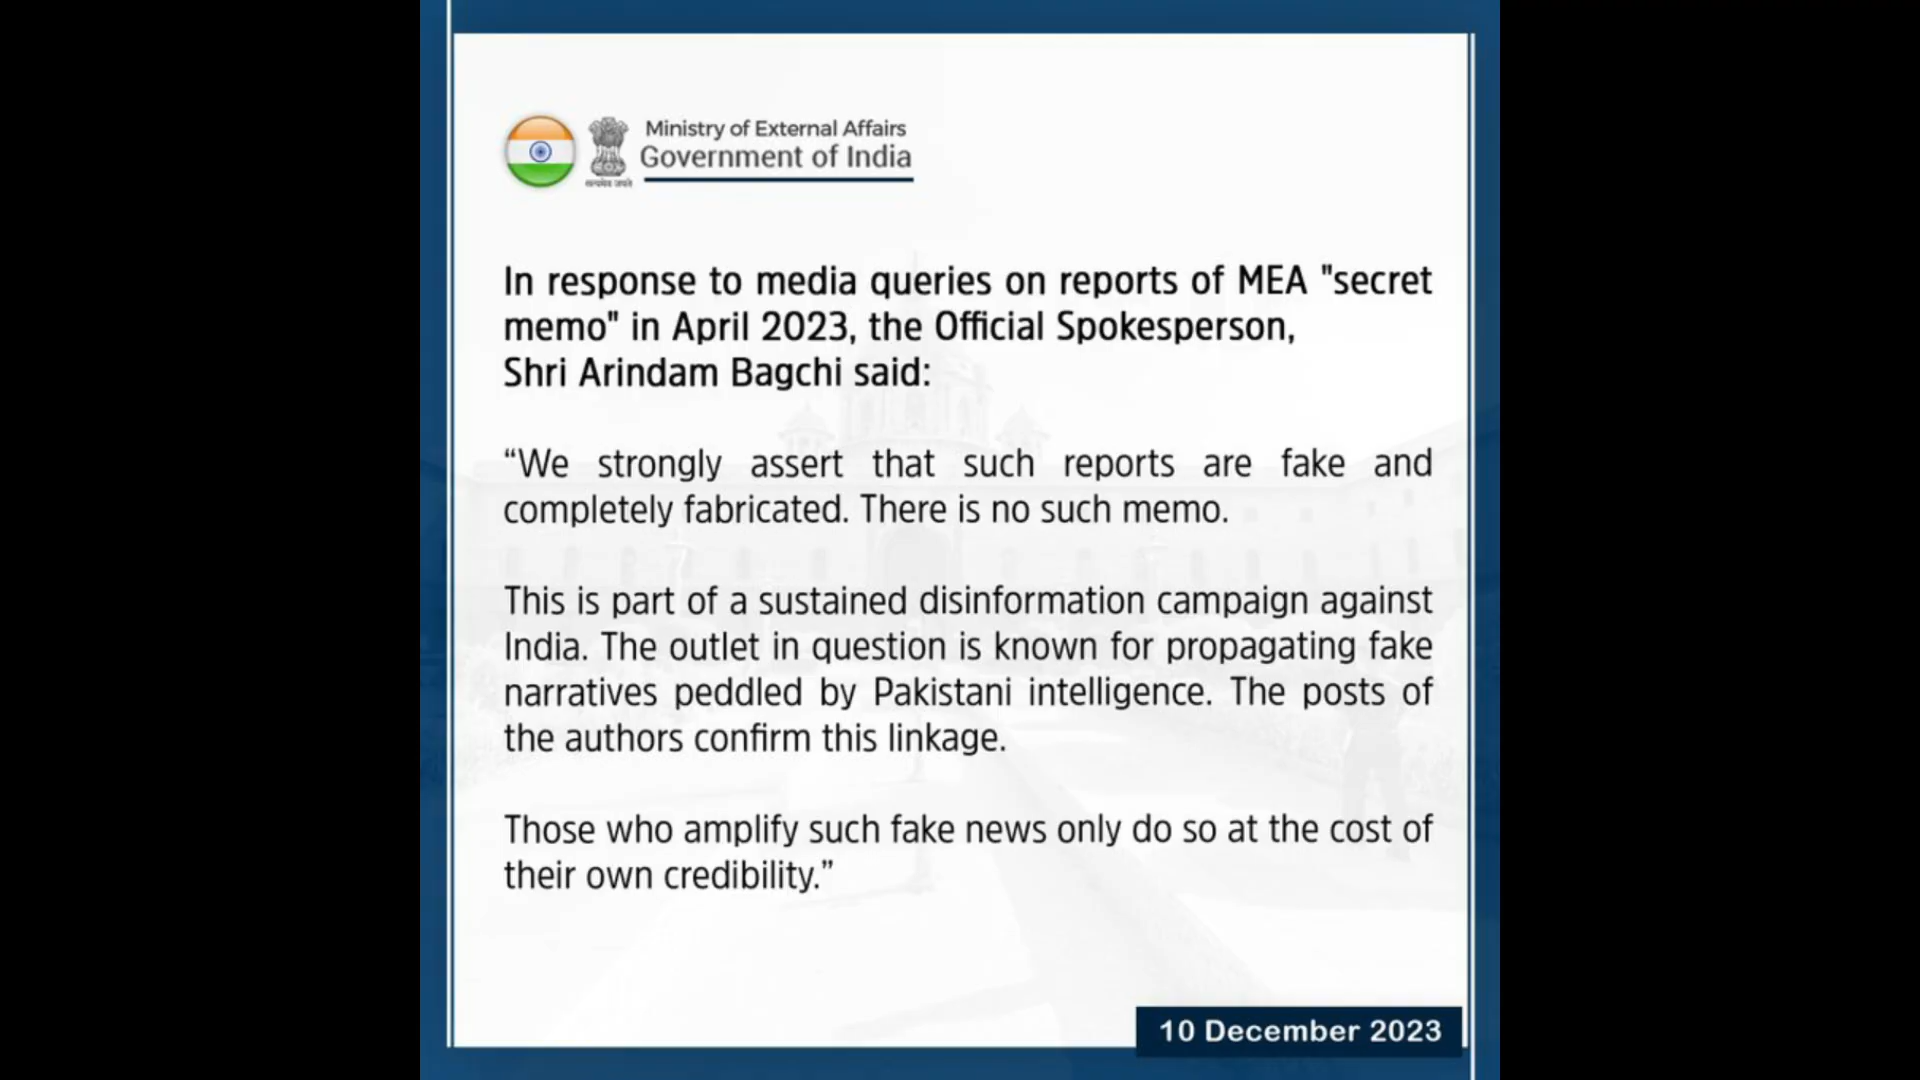 सत्यमेव जयते
Ministry of External Affairs
Government of India
In response to media queries on reports of MEA "secret
memo" in April 2023, the Official Spokesperson,
Shri Arindam Bagchi said:
“We strongly assert that such reports are fake and
completely fabricated. There is no such memo.
This is part of a sustained disinformation campaign against
India. The outlet in question is known for propagating fake
narratives peddled by Pakistani intelligence. The posts of
the authors confirm this linkage.
Those who amplify such fake news only do so at the cost of
their own credibility.”
10 December 2023